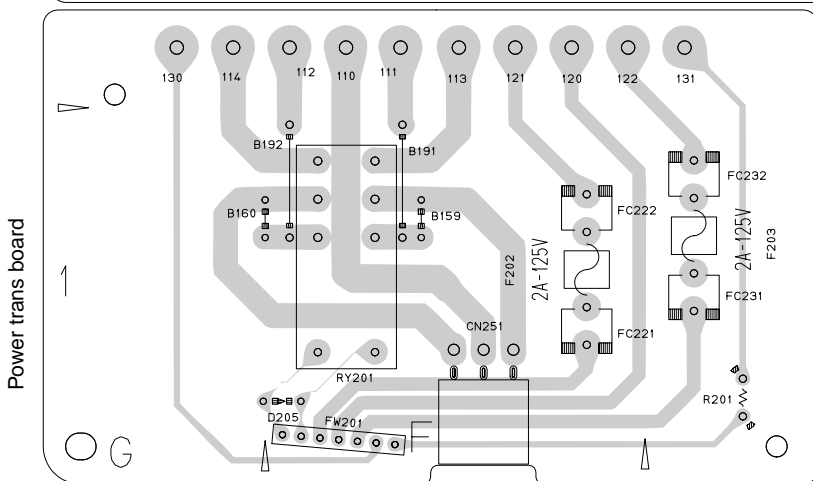 130
114
112
110
111
113
121
120
122
131
B192
B191
FC232
B160
B159
FC222
2A-125V
2A-125V
F203
F202
FC231
CN251
FC221
RY201
R201
D205
FW201
G
Power trans board